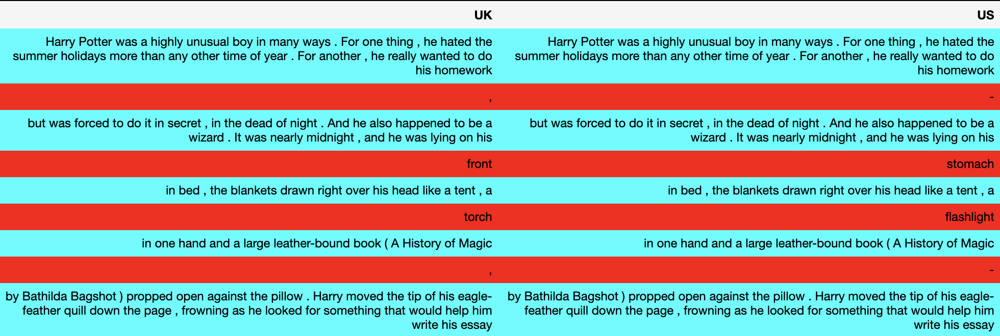 UK US
Harry Potter was a highly unusual boy in many ways . For one thing , he hated the
summer holidays more than any other time of year . For another , he really wanted to do
his homework
Harry Potter was a highly unusual boy in many ways . For one thing , he hated the
summer holidays more than any other time of year . For another , he really wanted to do
his homework
, -
but was forced to do it in secret , in the dead of night . And he also happened to be a
wizard . It was nearly midnight , and he was lying on his
but was forced to do it in secret , in the dead of night . And he also happened to be a
wizard . It was nearly midnight , and he was lying on his
front stomach
in bed , the blankets drawn right over his head like a tent , a
in bed , the blankets drawn right over his head like a tent , a
torch flashlight
in one hand and a large leather-bound book ( A History of Magic
in one hand and a large leather-bound book ( A History of Magic
, -
by Bathilda Bagshot ) propped open against the pillow . Harry moved the tip of his eagle-
feather quill down the page , frowning as he looked for something that would help him
write his essay
by Bathilda Bagshot ) propped open against the pillow . Harry moved the tip of his eagle-
feather quill down the page , frowning as he looked for something that would help him
write his essay